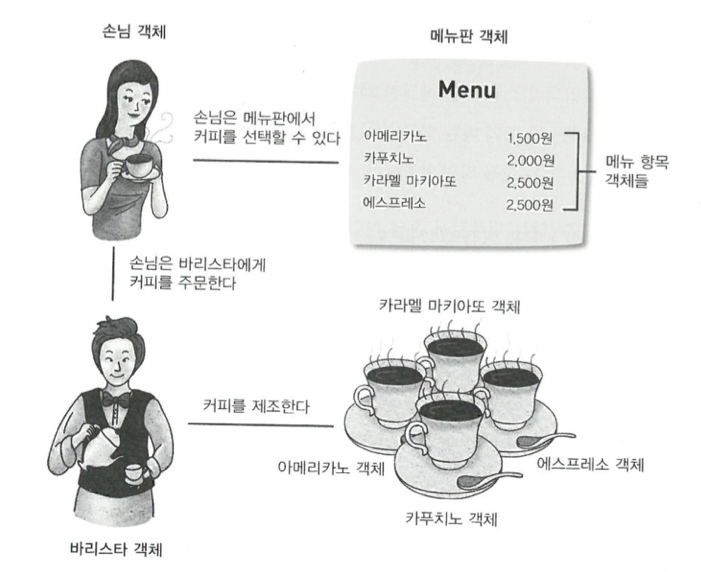 손님 객체
메뉴판 객체
Menu
손님은 메뉴판에서
커피를 선택할 수 있다
아메리카노 1,500원
카푸치노 2,000원
카라멜 마키아또 2,500원
에스프레소 2,500원
메뉴 항목
객체들
손님은 바리스타에게
커피를 주문한다
카라멜 마키아또 객체
커피를 제조한다
아메리카노 객체
에스프레소 객체
카푸치노 객체
바리스타 객체